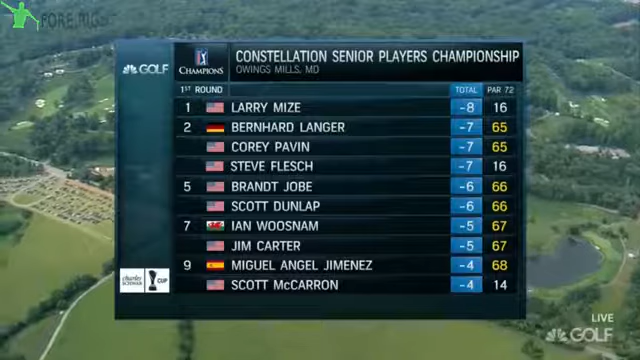 FORE.RIGHT
GOLF
CHAMPIONS
CONSTELLATION SENIOR PLAYERS CHAMPIONSHIP
OWINGS MILLS, MD
1ST ROUND TOTAL PAR 72
1 LARRY MIZE -8 16
2 BERNHARD LANGER -7 65
COREY PAVIN -7 65
STEVE FLESCH -7 16
5 BRANDT JOBE -6 66
SCOTT DUNLAP -6 66
7 IAN WOOSNAM -5 67
JIM CARTER -5 67
9 MIGUEL ANGEL JIMENEZ -4 68
SCOTT McCARRON -4 14
charles
SCHWAB
CUP
LIVE
GOLF